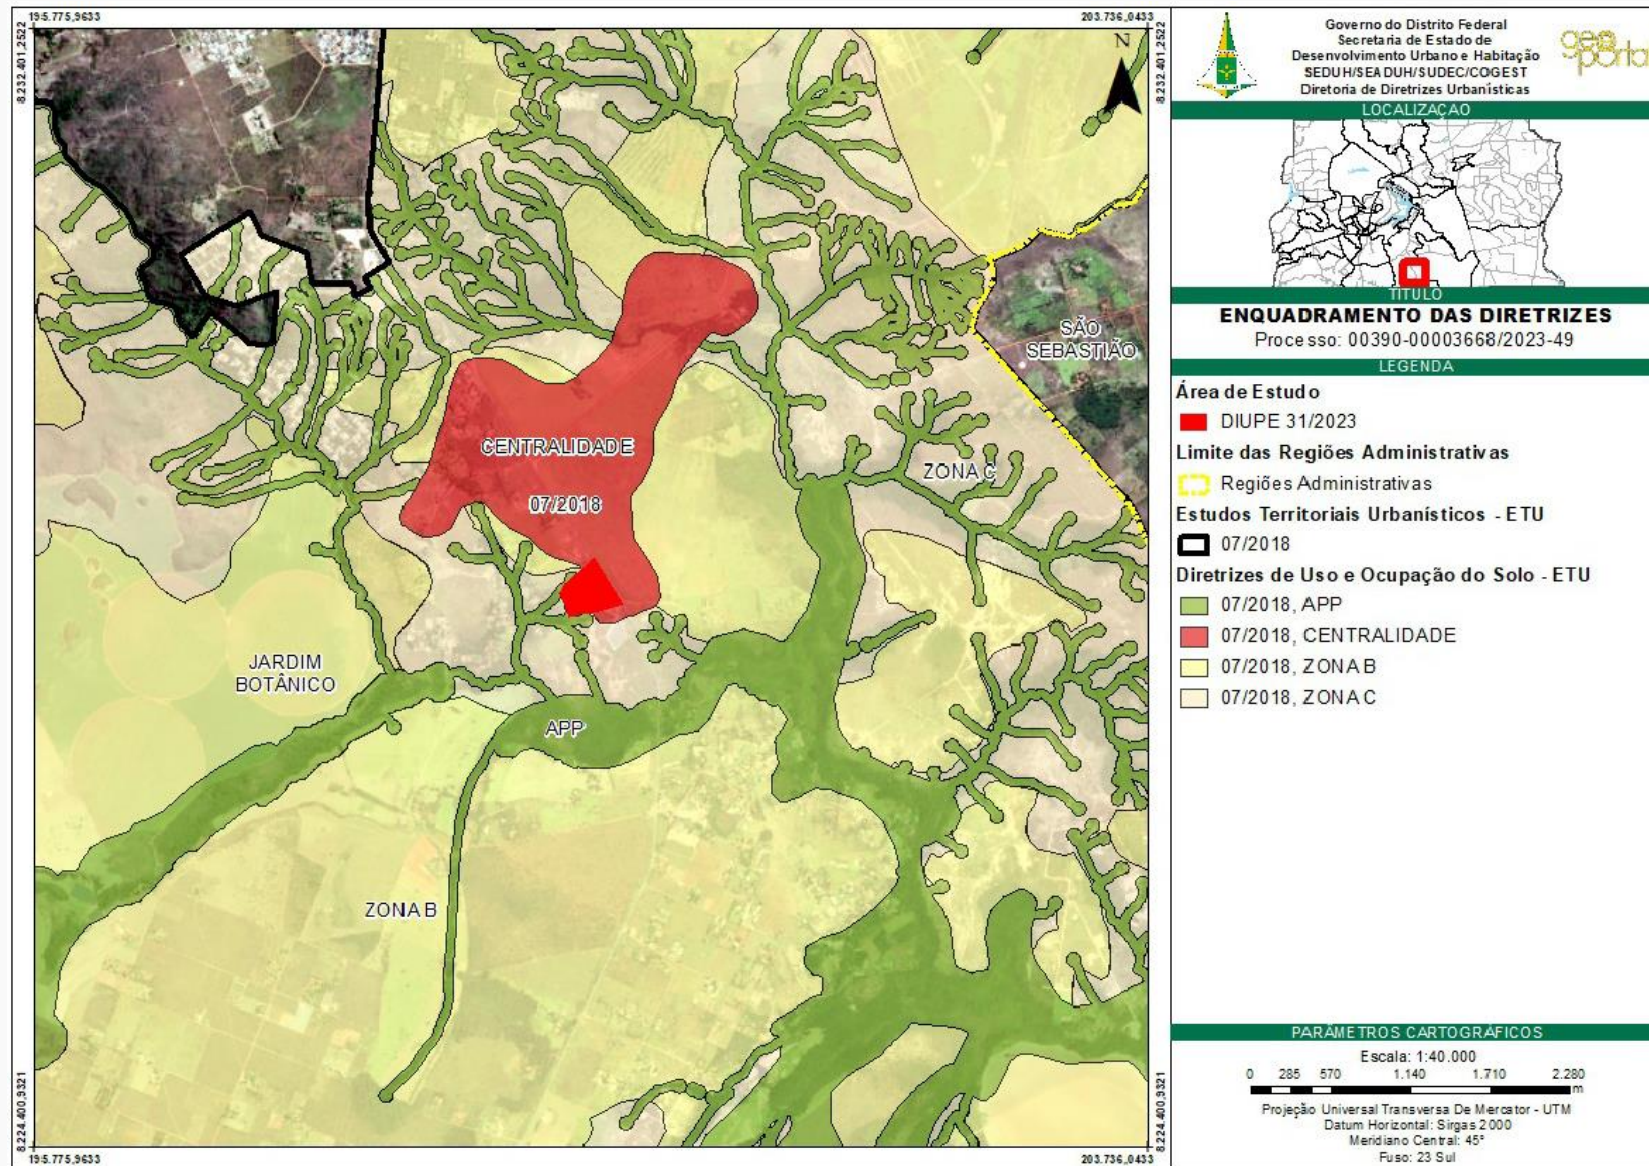 195.775,9633
203.736,0433
8.232.401,2522
8.232.401,2522
N
SÃO
SEBASTIÃO
CENTRALIDADE
07/2018
ZONA C
JARDIM
BOTÂNICO
APP
ZONA B
8.224.400,9321
8.224.400,9321
195.775,9633
203.736,0433
Governo do Distrito Federal
Secretaria de Estado de
Desenvolvimento Urbano e Habitação
SEDUH/SEADUH/SUDEC/COGEST
Diretoria de Diretrizes Urbanísticas
geo
portal
LOCALIZAÇÃO
TÍTULO
ENQUADRAMENTO DAS DIRETRIZES
Processo: 00390-00003668/2023-49
LEGENDA
Área de Estudo
DIUPE 31/2023
Limite das Regiões Administrativas
Regiões Administrativas
Estudos Territoriais Urbanísticos - ETU
07/2018
Diretrizes de Uso e Ocupação do Solo - ETU
07/2018, APP
07/2018, CENTRALIDADE
07/2018, ZONA B
07/2018, ZONA C
PARÂMETROS CARTOGRÁFICOS
Escala: 1:40.000
0 285 570 1.140 1.710 2.280
m
Projeção Universal Transversa De Mercator - UTM
Datum Horizontal: Sirgas 2000
Meridiano Central: 45°
Fuso: 23 Sul